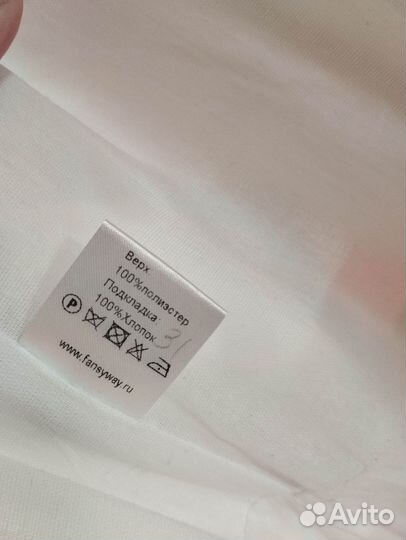 Верх
100%полиэстер
Подкладка:
100%Хлопок 31
P
www.fansyway.ru
Avito